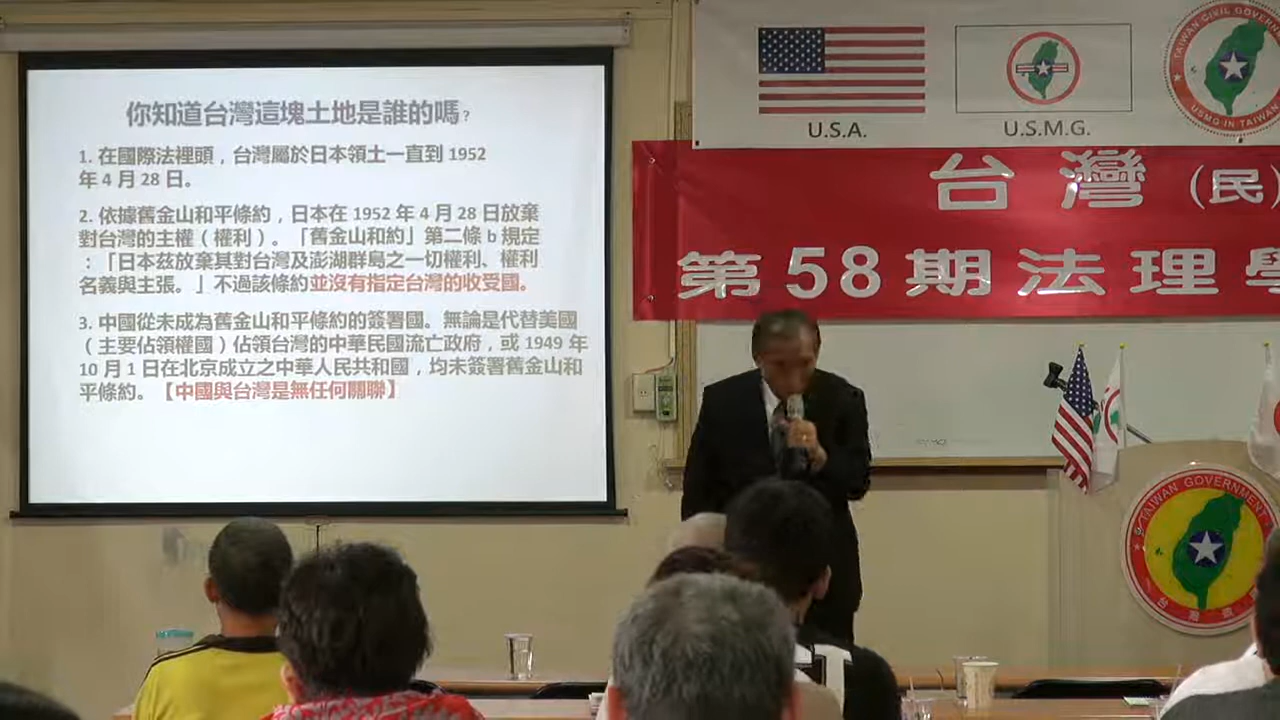 你知道台灣這塊土地是誰的嗎?
1. 在國際法裡頭，台灣屬於日本領土一直到 1952
年 4 月 28 日。
2. 依據舊金山和平條約，日本在 1952 年 4 月 28 日放棄
對台灣的主權（權利）。「舊金山和約」第二條 b 規定
：「日本茲放棄其對台灣及澎湖群島之一切權利、權利
名義與主張。」不過該條約並沒有指定台灣的收受國。
3. 中國從未成為舊金山和平條約的簽署國。無論是代替美國
（主要佔領權國）佔領台灣的中華民國流亡政府，或 1949 年
10 月 1 日在北京成立之中華人民共和國，均未簽署舊金山和
平條約。【中國與台灣是無任何關聯】
U.S.A.
U.S.M.G.
TAIWAN CIVIL GOVERN
USMG IN TAIWAN
台灣（民）
第58期法理學
TAIWAN GOVERNMENT
台灣政